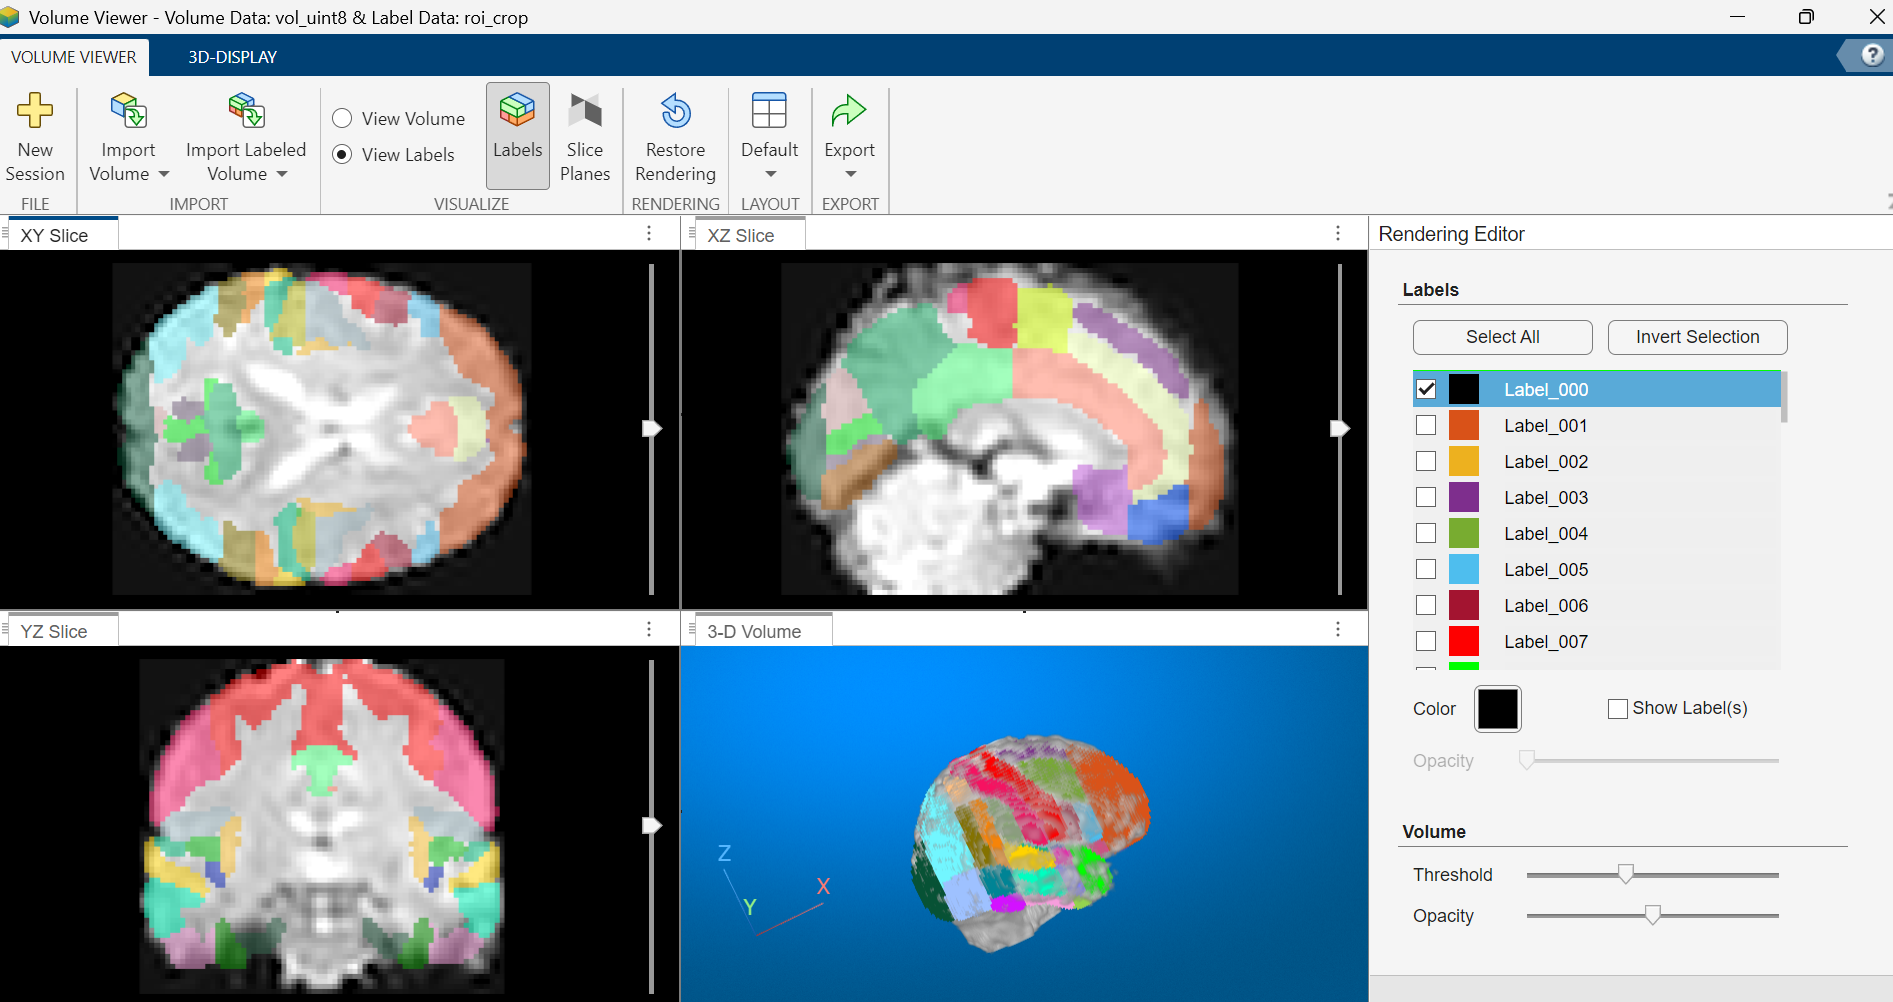 Volume Viewer - Volume Data: vol_uint8 & Label Data: roi_crop
VOLUME VIEWER
3D-DISPLAY
?
New
Session
FILE
Import
Volume
Import Labeled
Volume
IMPORT
View Volume
View Labels
Labels
Slice
Planes
VISUALIZE
Restore
Rendering
RENDERING
Default
LAYOUT
Export
EXPORT
XY Slice
XZ Slice
YZ Slice
3-D Volume
Z
Y
X
Rendering Editor
Labels
Select All
Invert Selection
Label_000
Label_001
Label_002
Label_003
Label_004
Label_005
Label_006
Label_007
Color
Show Label(s)
Opacity
Volume
Threshold
Opacity